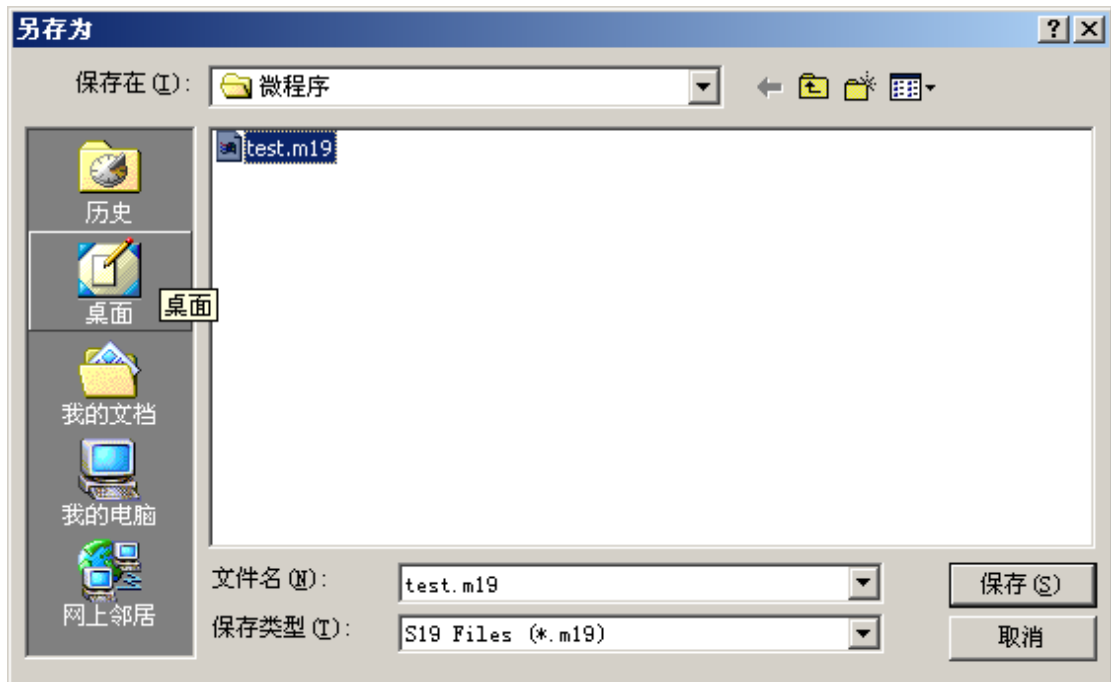 另存为
保存在(I):
微程序
test.m19
历史
桌面
桌面
我的文档
我的电脑
网上邻居
文件名(N):
test.m19
保存(S)
保存类型(T):
S19 Files (*.m19)
取消